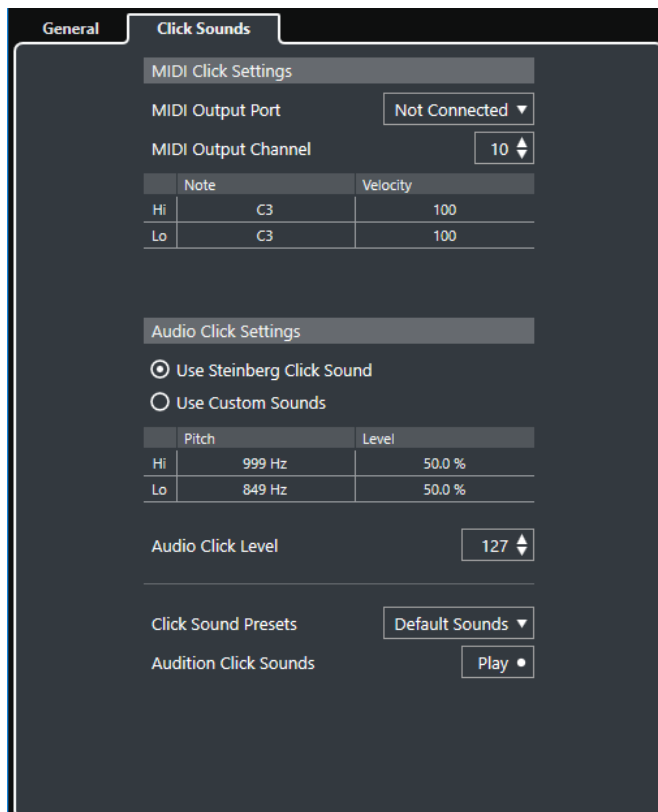 General Click Sounds
MIDI Click Settings
MIDI Output Port Not Connected
MIDI Output Channel 10
Note Velocity
Hi C3 100
Lo C3 100
Audio Click Settings
Use Steinberg Click Sound
Use Custom Sounds
Pitch Level
Hi 999 Hz 50.0 %
Lo 849 Hz 50.0 %
Audio Click Level 127
Click Sound Presets Default Sounds
Audition Click Sounds Play